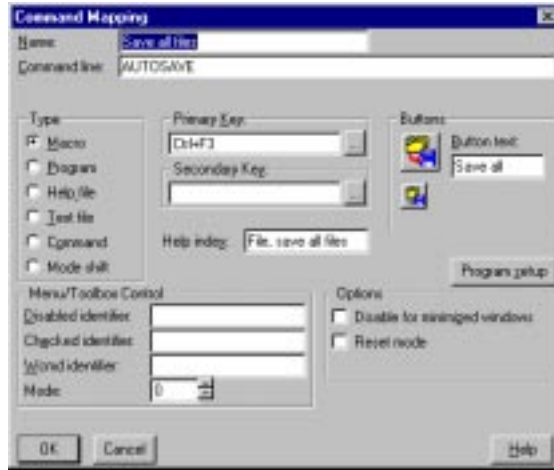 Command Mapping
Name: Save all files
Command line: AUTOSAVE
Type
Macro
Program
Help file
Text file
Command
Mode shift
Primary Key:
Ctrl+F3 ...
Secondary Key:
...
Help index: File, save all files
Buttons
Button text:
Save all
Program setup
Menu/Toolbox Control
Disabled identifier:
Checked identifier:
identifier:
Mode: 0
Options
Disable for minimized windows
Reset mode
OK Cancel Help